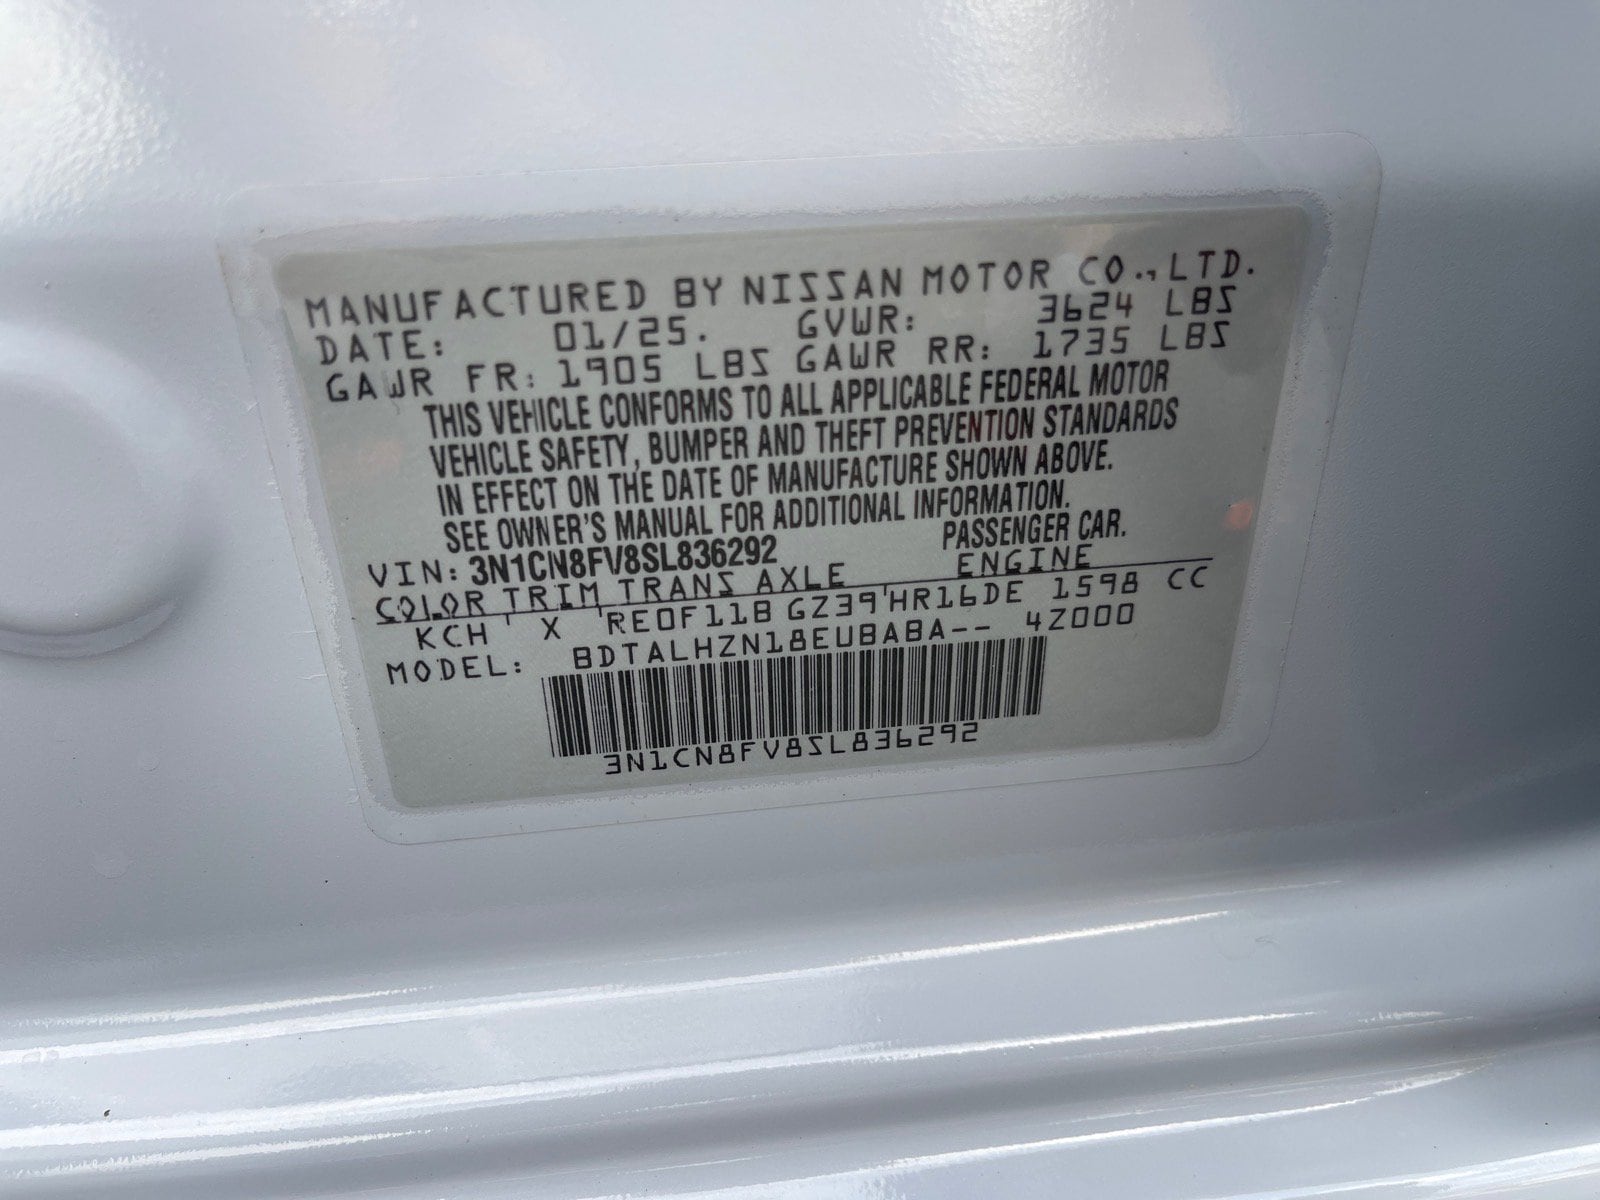 MANUFACTURED BY NISSAN MOTOR CO.,LTD.
DATE: 01/25. GVWR: 3624 LBS
GAWR FR: 1905 LBS GAWR RR: 1735 LBS
THIS VEHICLE CONFORMS TO ALL APPLICABLE FEDERAL MOTOR
VEHICLE SAFETY, BUMPER AND THEFT PREVENTION STANDARDS
IN EFFECT ON THE DATE OF MANUFACTURE SHOWN ABOVE.
SEE OWNER'S MANUAL FOR ADDITIONAL INFORMATION.
VIN: 3N1CN8FV8SL836292 PASSENGER CAR.
COLOR TRIM TRANS AXLE ENGINE
KCH X RE0F11B GZ39 HR16DE 1598 CC
MODEL: BDTALHZN18EUBABA-- 4Z000
3N1CN8FV8SL836292